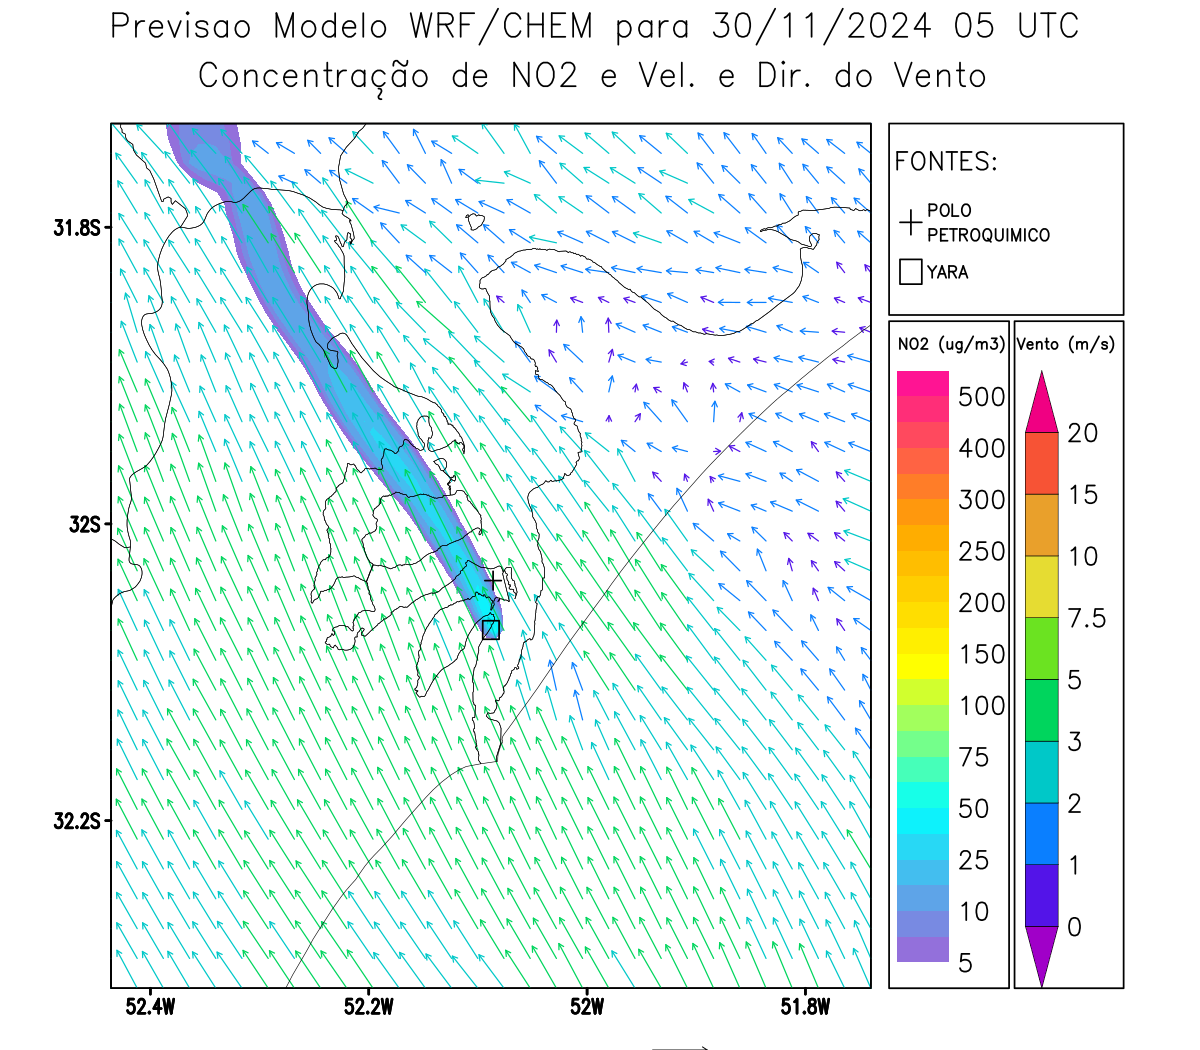 Previsao Modelo WRF/CHEM para 30/11/2024 05 UTC
Concentração de NO2 e Vel. e Dir. do Vento
FONTES:
POLO
PETROQUIMICO
YARA
31.8S
32S
32.2S
52.4W
52.2W
52W
51.8W
NO2 (ug/m3)
500
400
300
250
200
150
100
75
50
25
10
5
Vento (m/s)
20
15
10
7.5
5
3
2
1
0